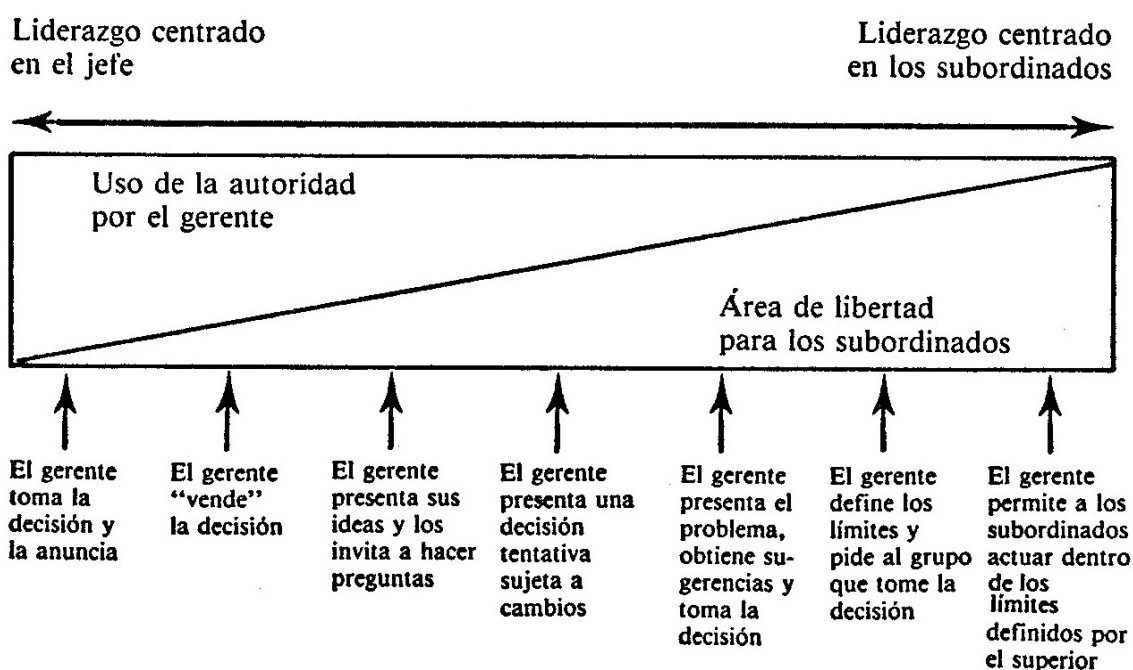 Liderazgo centrado
en el jefe
Liderazgo centrado
en los subordinados
Uso de la autoridad
por el gerente
Área de libertad
para los subordinados
El gerente
toma la
decisión y
la anuncia
El gerente
“vende”
la decisión
El gerente
presenta sus
ideas y los
invita a hacer
preguntas
El gerente
presenta una
decisión
tentativa
sujeta a
cambios
El gerente
presenta el
problema,
obtiene su-
gerencias y
toma la
decisión
El gerente
define los
límites y
pide al grupo
que tome la
decisión
El gerente
permite a los
subordinados
actuar dentro
de los
límites
definidos por
el superior